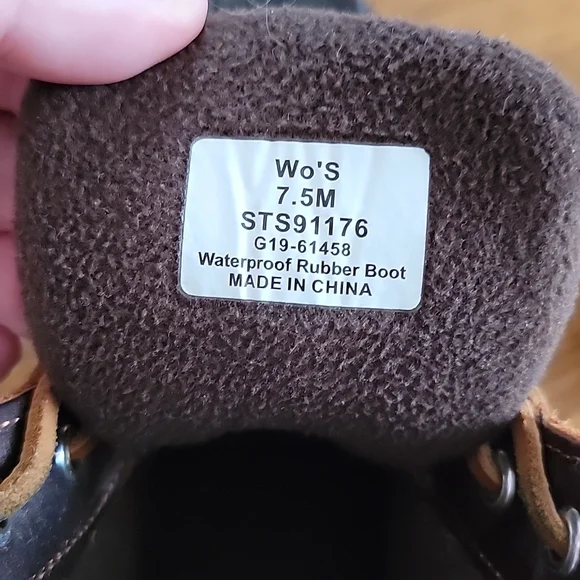 Wo'S
7.5M
STS91176
G19-61458
Waterproof Rubber Boot
MADE IN CHINA